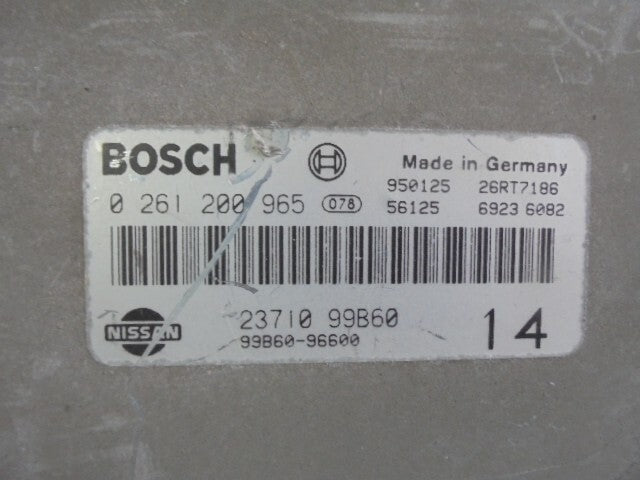 BOSCH
Made in Germany
0 261 200 965 078
950125 26RT7186
56125 6923 6082
NISSAN
23710 99B60
99B60-96600
14